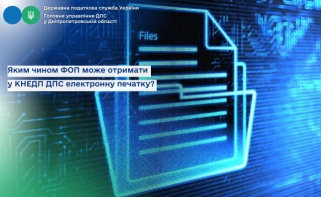 Державна податкова служба України
Головне управління ДПС
у Дніпропетровській області
Files
Яким чином ФОП може отримати
у КНЕДП ДПС електронну печатку?